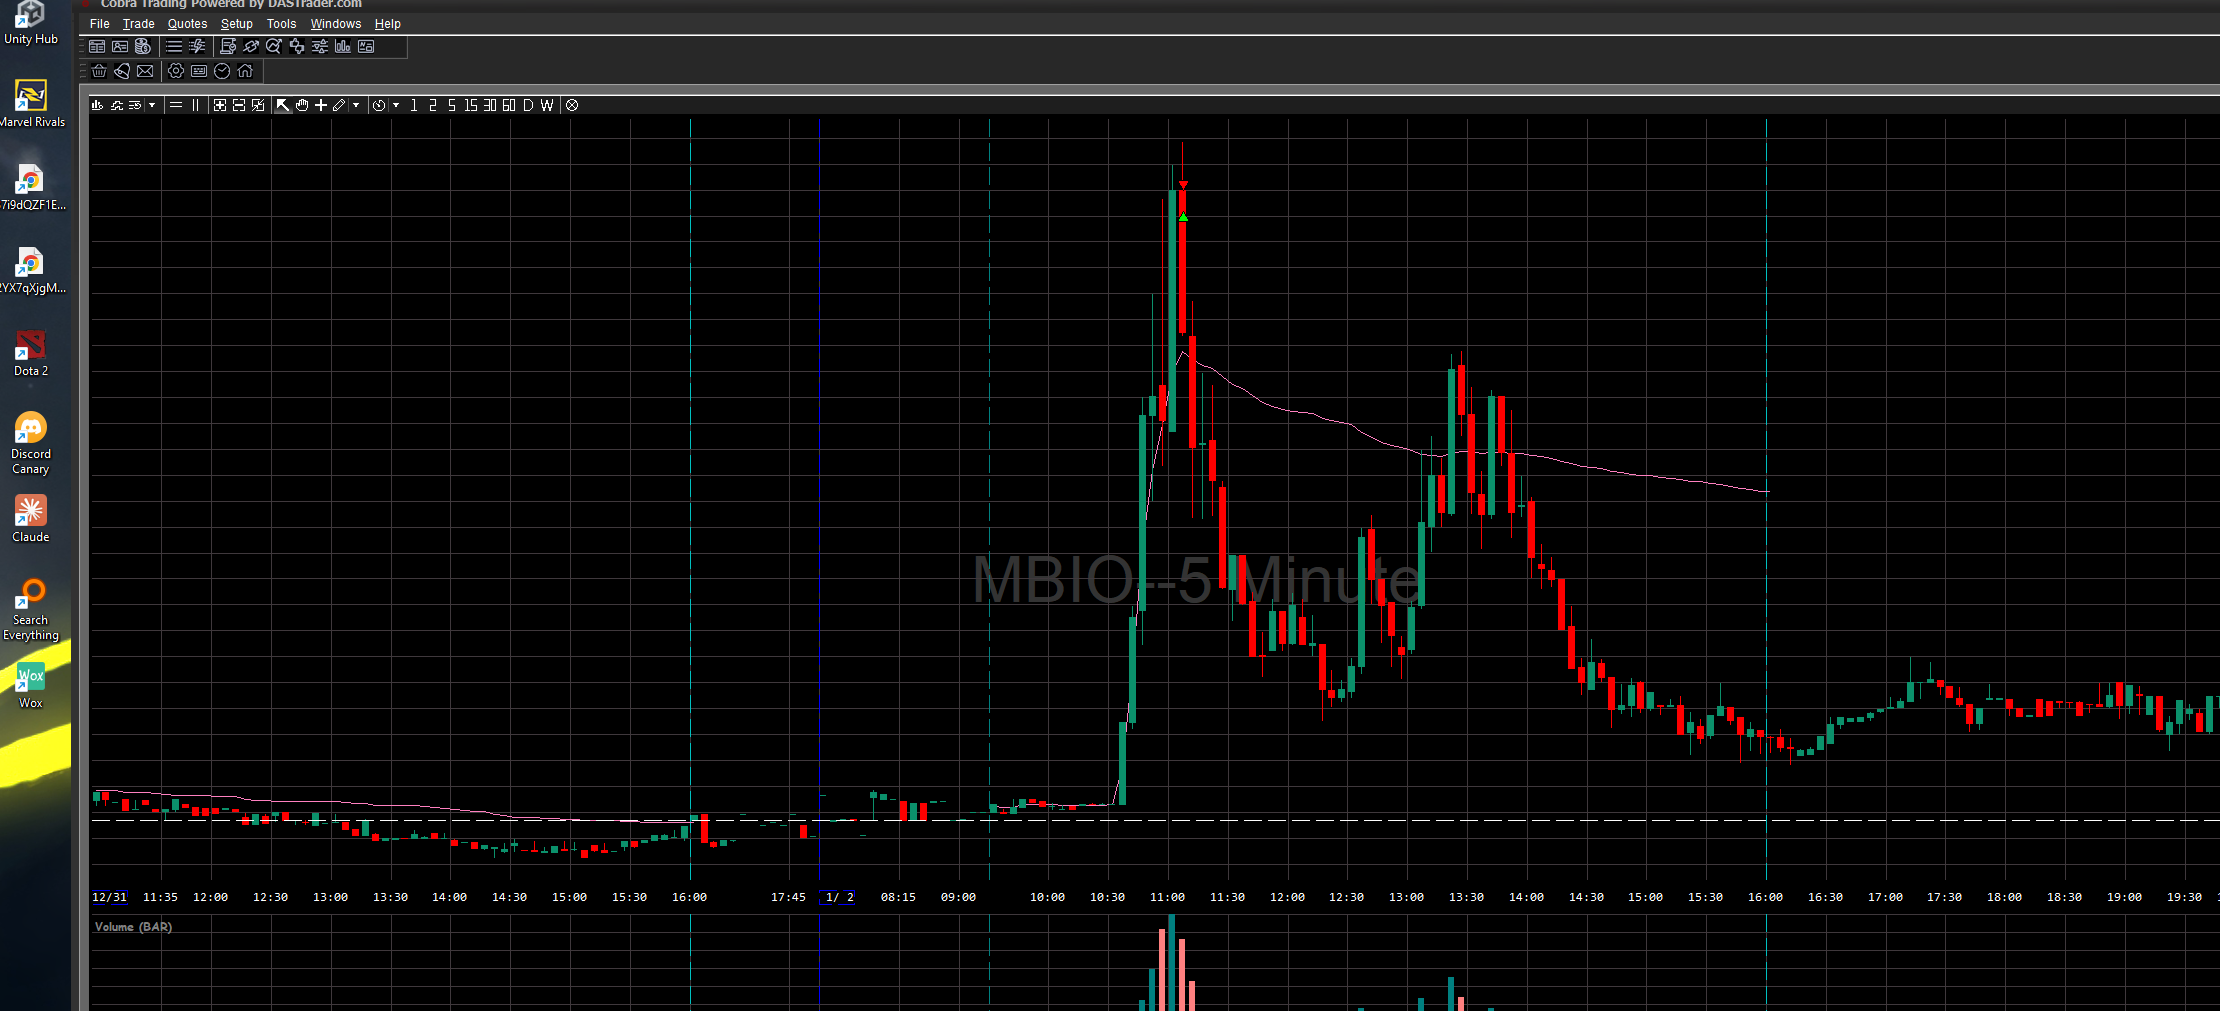 Cobra Trading Powered by DASTrader.com
File Trade Quotes Setup Tools Windows Help
1 2 5 15 30 60 D W
Unity Hub
Marvel Rivals
7i9dQZF1E...
YX7qXjgM...
Dota 2
Discord
Canary
Claude
Search
Everything
Wox
Wox
MBIO--5 Minute
12/31 11:35 12:00 12:30 13:00 13:30 14:00 14:30 15:00 15:30 16:00 17:45 1/ 2 08:15 09:00 10:00 10:30 11:00 11:30 12:00 12:30 13:00 13:30 14:00 14:30 15:00 15:30 16:00 16:30 17:00 17:30 18:00 18:30 19:00 19:30
Volume (BAR)